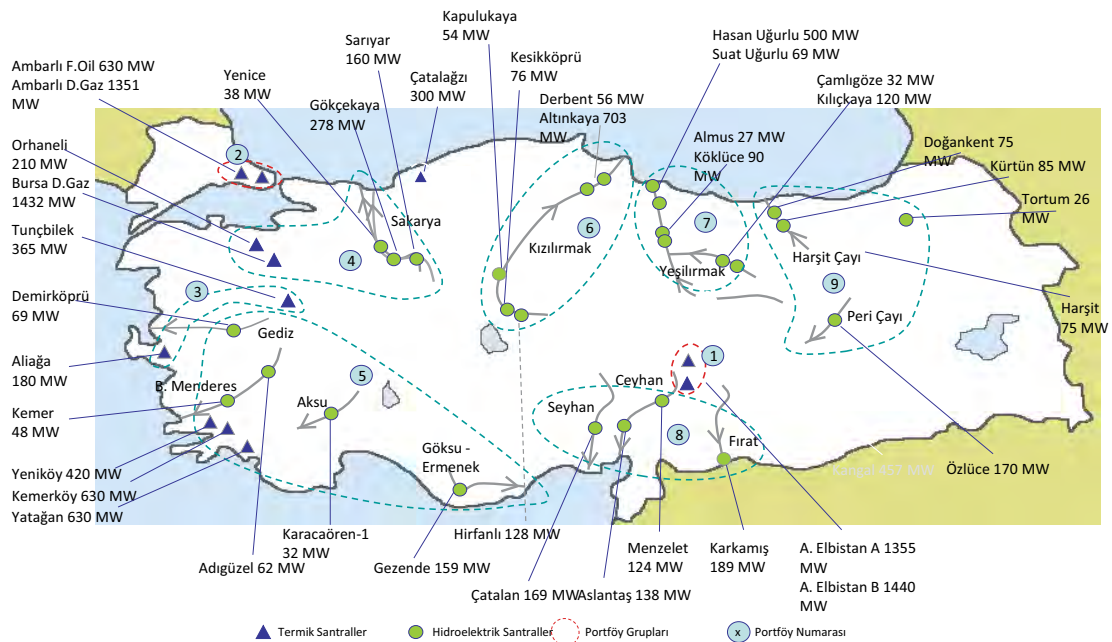 Kapulukaya
54 MW
Hasan Uğurlu 500 MW
Suat Uğurlu 69 MW
Sarıyar
160 MW
Kesikköprü
76 MW
Ambarlı F.Oil 630 MW
Ambarlı D.Gaz 1351
MW
Yenice
38 MW
Çatalağzı
300 MW
Çamlıgöze 32 MW
Kılıçkaya 120 MW
Gökçekaya
278 MW
Derbent 56 MW
Altınkaya 703
MW
Almus 27 MW
Köklüce 90
MW
Doğankent 75
MW
Kürtün 85 MW
Tortum 26
MW
Orhaneli
210 MW
Bursa D.Gaz
1432 MW
Tunçbilek
365 MW
Demirköprü
69 MW
Aliağa
180 MW
Kemer
48 MW
Yeniköy 420 MW
Kemerköy 630 MW
Yatağan 630 MW
2
Sakarya
4
3
Gediz
B. Menderes
5
Aksu
Göksu -
Ermenek
Kızılırmak
6
7
Yeşilırmak
Harşit Çayı
9
Peri Çayı
Harşit
75 MW
1
Ceyhan
Seyhan
8
Fırat
Kangal 457 MW
Özlüce 170 MW
Karacaören-1
32 MW
Adıgüzel 62 MW
Gezende 159 MW
Hirfanlı 128 MW
Çatalan 169 MW
Aslantaş 138 MW
Menzelet
124 MW
Karkamış
189 MW
A. Elbistan A 1355
MW
A. Elbistan B 1440
MW
Termik Santraller
Hidroelektrik Santraller
Portföy Grupları
x Portföy Numarası